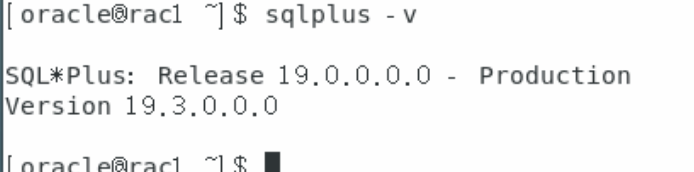 [oracle@rac1 ~]$ sqlplus -v
SQL*Plus: Release 19.0.0.0.0 - Production
Version 19.3.0.0.0
[oracle@rac1 ~]$